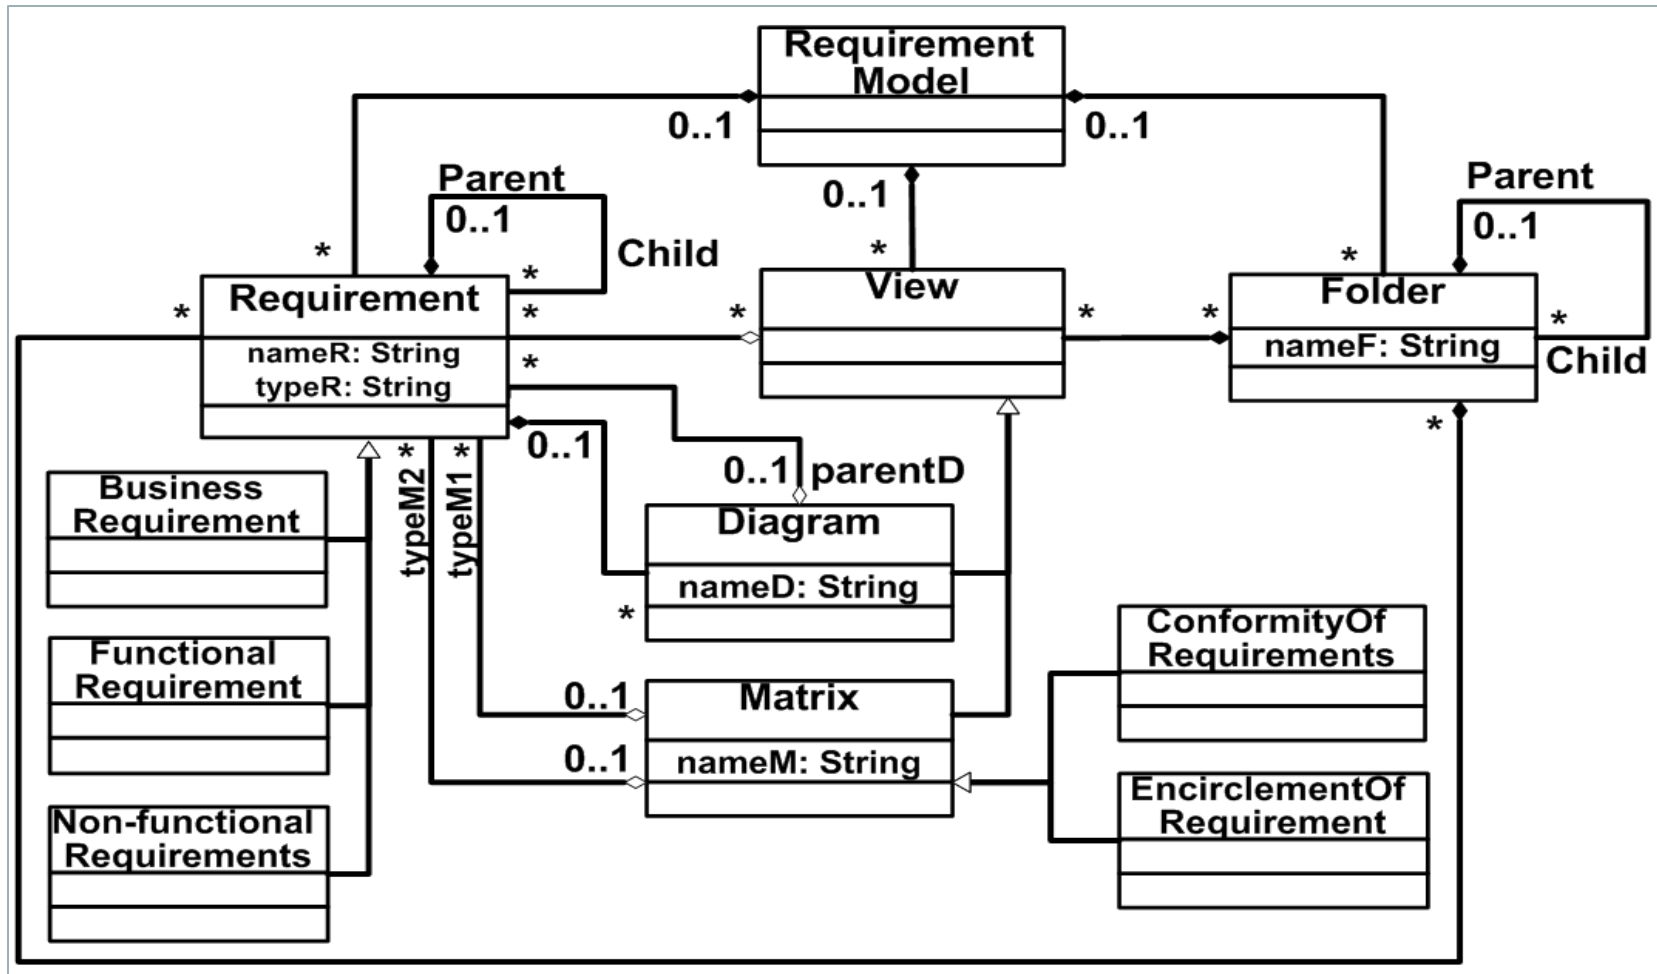 Requirement
Model
0..1
0..1
0..1
Parent
0..1
Child
*
*
*
Requirement
nameR: String
typeR: String
*
*
*
View
*
*
*
Folder
nameF: String
Parent
0..1
*
Child
*
*
0..1
typeM2
*
typeM1
*
0..1
parentD
Business
Requirement
Diagram
nameD: String
*
Functional
Requirement
0..1
Matrix
nameM: String
0..1
ConformityOf
Requirements
EncirclementOf
Requirement
Non-functional
Requirements